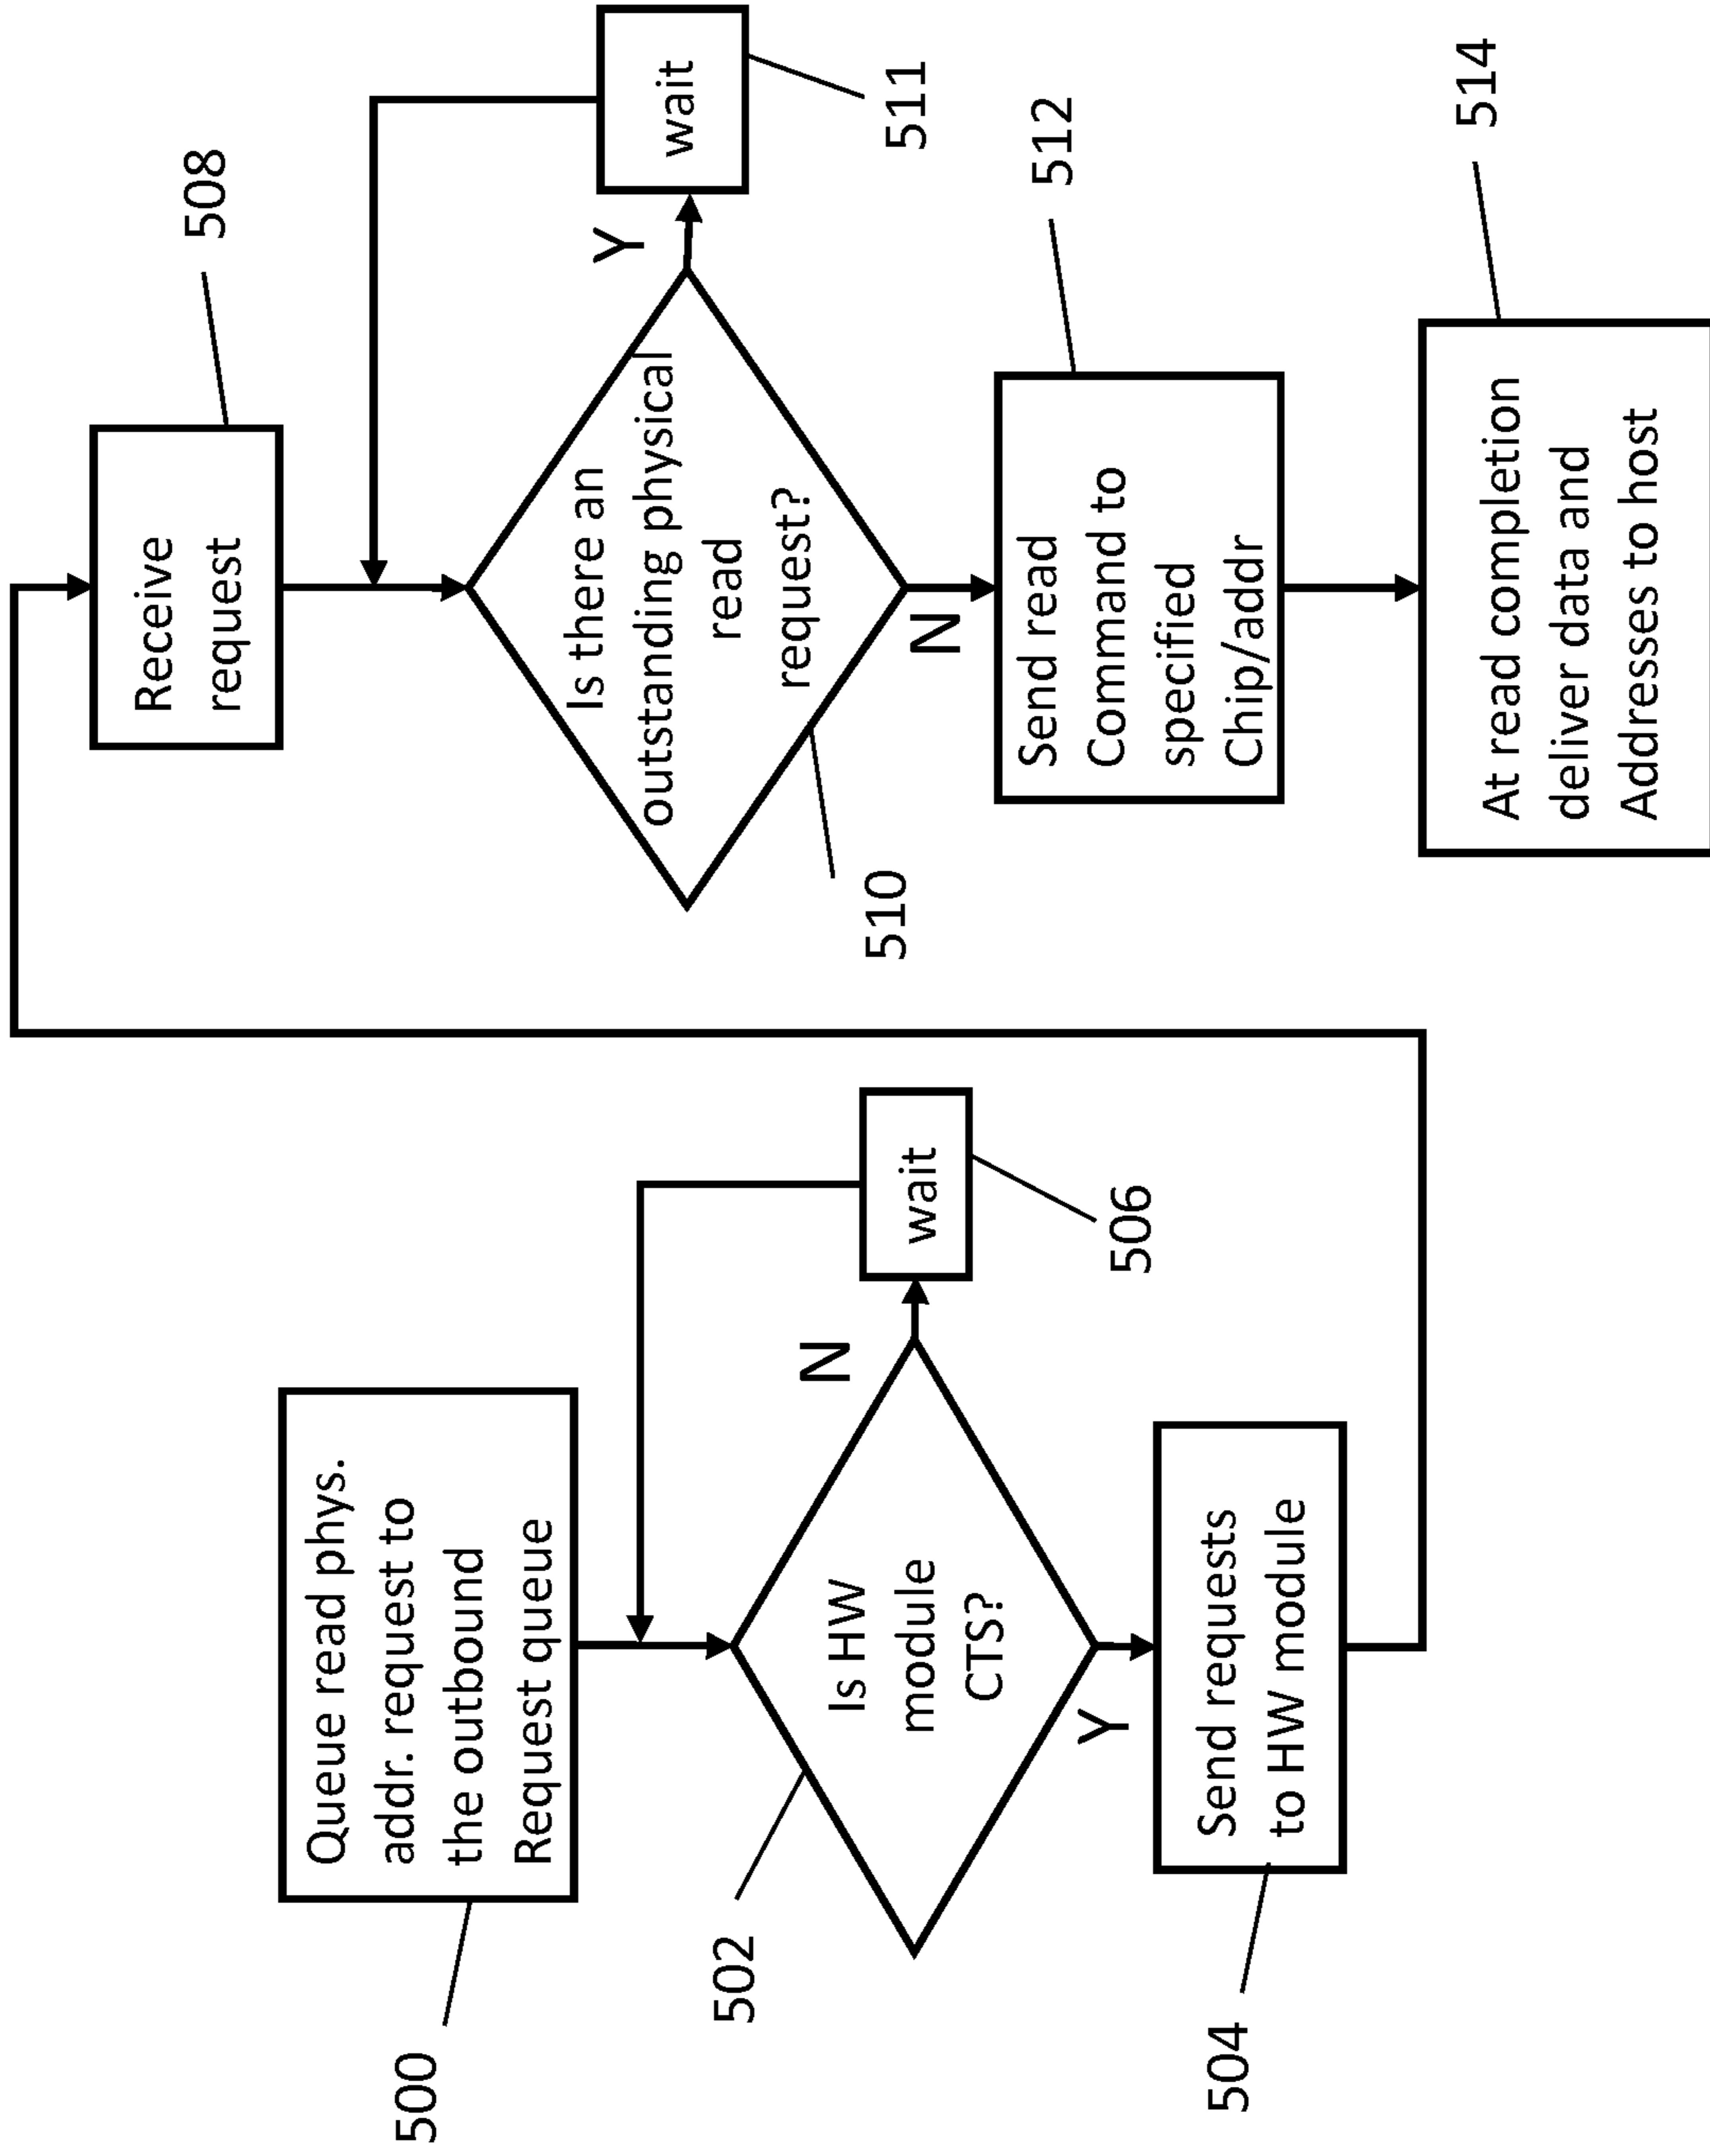 500
Queue read phys.
addr. request to
the outbound
Request queue
502
Is HW
module
CTS?
N
wait
506
Y
504
Send requests
to HW module
508
Receive
request
510
Is there an
outstanding physical
read
request?
Y
wait
511
N
512
Send read
Command to
specified
Chip/addr
514
At read completion
deliver data and
Addresses to host